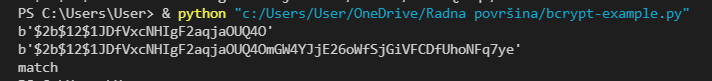 PS C:\Users\User> & python "c:/Users/User/OneDrive/Radna površina/bcrypt-example.py"
b'$2b$12$1JDfVxcNHIgF2aqjaOUQ4O'
b'$2b$12$1JDfVxcNHIgF2aqjaOUQ4OmGW4YJjE26oWfSjGiVFCDfUhoNFq7ye'
match